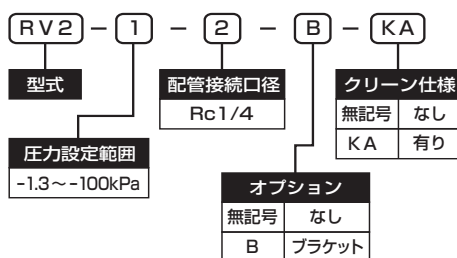 RV2 - 1 - 2 - B - KA
型式
配管接続口径
Rc1/4
クリーン仕様
無記号 なし
KA 有り
圧力設定範囲
-1.3～-100kPa
オプション
無記号 なし
B ブラケット